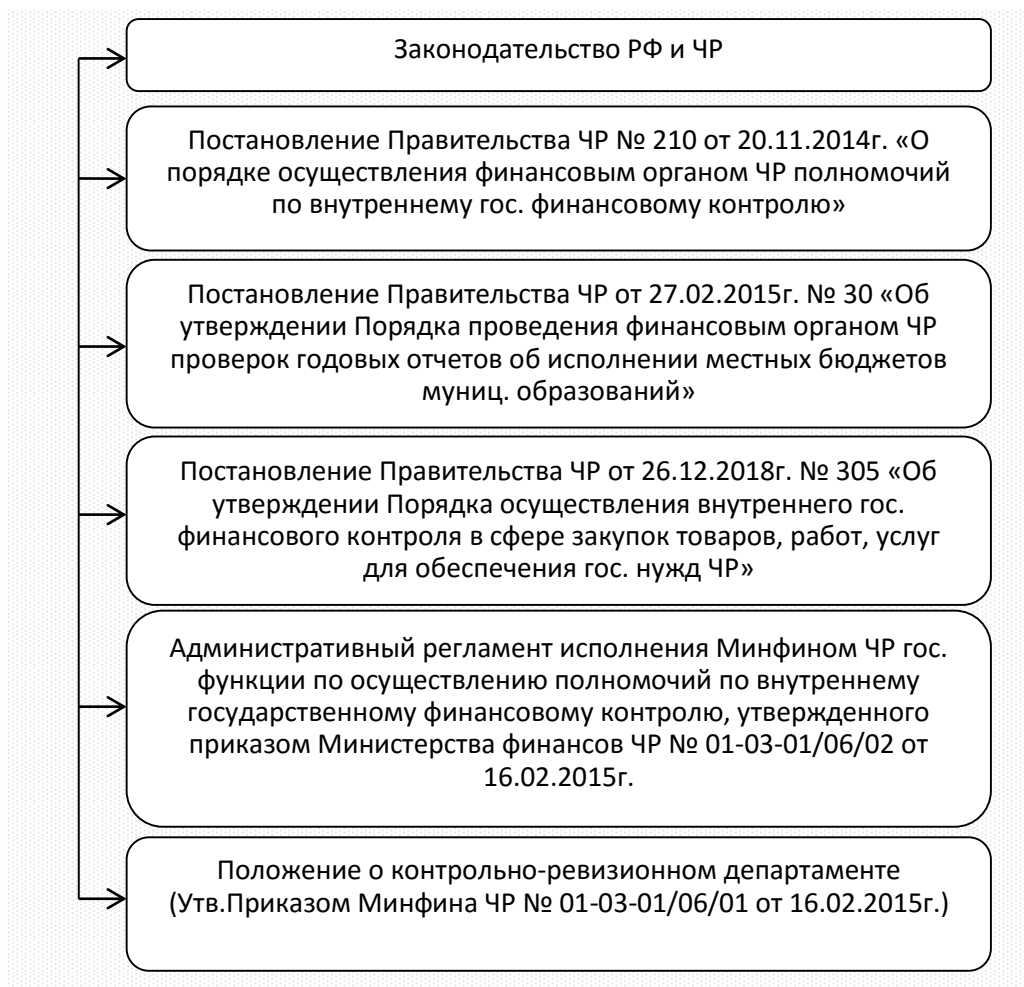 Законодательство РФ и ЧР
Постановление Правительства ЧР № 210 от 20.11.2014г. «О
порядке осуществления финансовым органом ЧР полномочий
по внутреннему гос. финансовому контролю»
Постановление Правительства ЧР от 27.02.2015г. № 30 «Об
утверждении Порядка проведения финансовым органом ЧР
проверок годовых отчетов об исполнении местных бюджетов
муниц. образований»
Постановление Правительства ЧР от 26.12.2018г. № 305 «Об
утверждении Порядка осуществления внутреннего гос.
финансового контроля в сфере закупок товаров, работ, услуг
для обеспечения гос. нужд ЧР»
Административный регламент исполнения Минфином ЧР гос.
функции по осуществлению полномочий по внутреннему
государственному финансовому контролю, утвержденного
приказом Министерства финансов ЧР № 01-03-01/06/02 от
16.02.2015г.
Положение о контрольно-ревизионном департаменте
(Утв.Приказом Минфина ЧР № 01-03-01/06/01 от 16.02.2015г.)